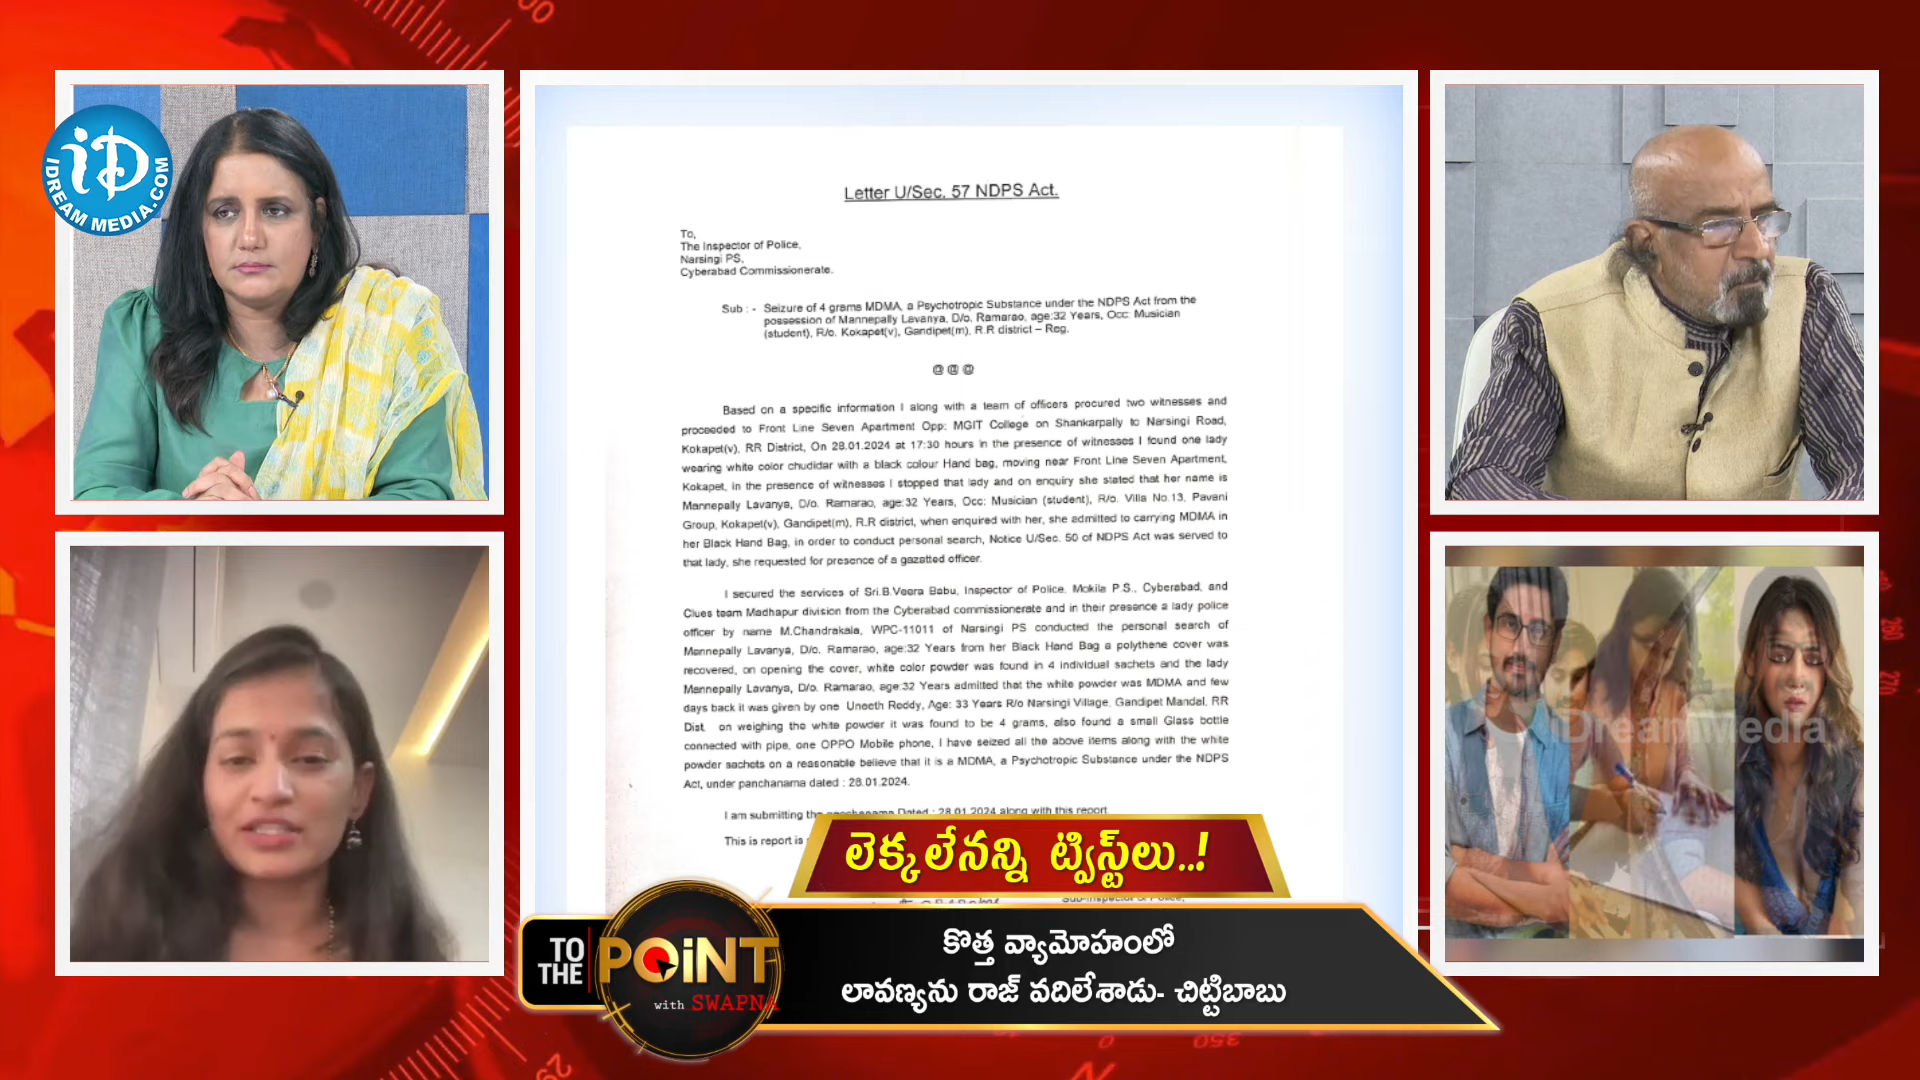 iD
IDREAM MEDIA.COM
Letter U/Sec. 57 NDPS Act.
To,
The Inspector of Police,
Narsingi PS,
Cyberabad Commissionerate.
Sub : - Seizure of 4 grams MDMA, a Psychotropic Substance under the NDPS Act from the
possession of Mannepally Lavanya, D/o. Ramarao, age:32 Years, Occ: Musician
(student), R/o. Kokapet(v), Gandipet(m), R.R district – Reg.
@@@
Based on a specific information I along with a team of officers procured two witnesses and
proceeded to Front Line Seven Apartment Opp: MGIT College on Shankarpally to Narsingi Road,
Kokapet(v), RR District, On 28.01.2024 at 17:30 hours in the presence of witnesses I found one lady
wearing white color chudidar with a black colour Hand bag, moving near Front Line Seven Apartment,
Kokapet, in the presence of witnesses I stopped that lady and on enquiry she stated that her name is
Mannepally Lavanya, D/o. Ramarao, age:32 Years, Occ: Musician (student), R/o. Villa No.13, Pavani
Group, Kokapet(v), Gandipet(m), R.R district, when enquired with her, she admitted to carrying MDMA in
her Black Hand Bag, in order to conduct personal search, Notice U/Sec. 50 of NDPS Act was served to
that lady, she requested for presence of a gazatted officer.
I secured the services of Sri.B.Veera Babu, Inspector of Police, Mokila P.S., Cyberabad, and
Clues team Madhapur division from the Cyberabad commissionerate and in their presence a lady police
officer by name M.Chandrakala, WPC-11011 of Narsingi PS conducted the personal search of
Mannepally Lavanya, D/o. Ramarao, age:32 Years from her Black Hand Bag a polythene cover was
recovered, on opening the cover, white color powder was found in 4 individual sachets and the lady
Mannepally Lavanya, D/o. Ramarao, age:32 Years admitted that the white powder was MDMA and few
days back it was given by one Uneeth Reddy, Age: 33 Years R/o Narsingi Village, Gandipet Mandal, RR
Dist. on weighing the white powder it was found to be 4 grams, also found a small Glass bottle
connected with pipe, one OPPO Mobile phone, I have seized all the above items along with the white
powder sachets on a reasonable believe that it is a MDMA, a Psychotropic Substance under the NDPS
Act, under panchanama dated : 28.01.2024.
I am submitting the panchanama Dated : 28.01.2024 along with this report
This is report is
Sub-Inspector of Police,
లెక్కలేనన్ని ట్విస్ట్‌లు..!
TO THE POiNT
with SWAPNA
కొత్త వ్యామోహంలో
లావణ్యను రాజ్ వదిలేశాడు- చిట్టిబాబు
iDream Media
260
270